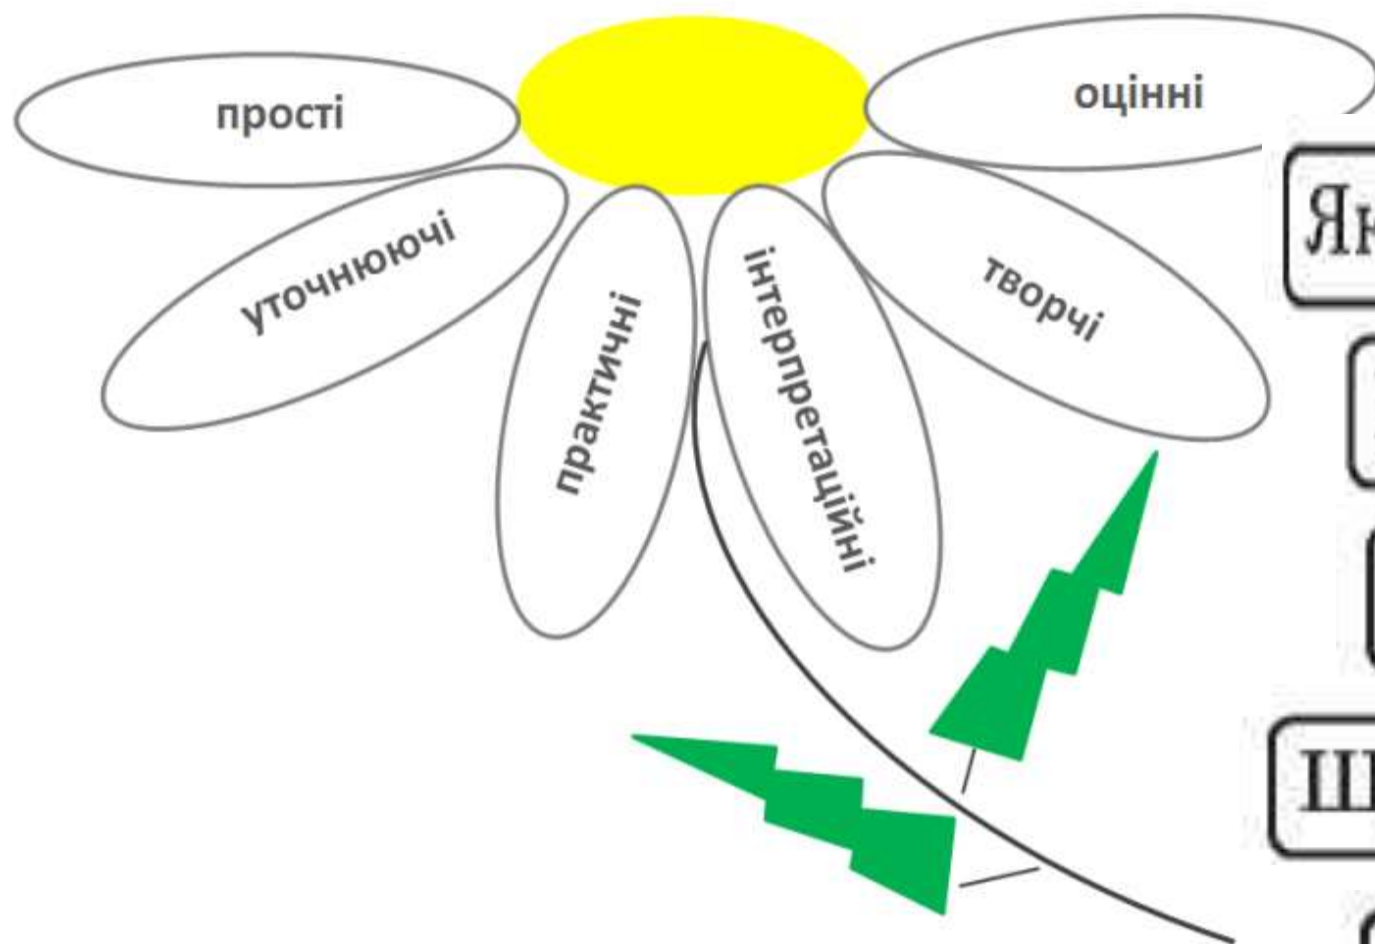 прості
оцінні
уточнюючі
практичні
інтерпретаційні
творчі